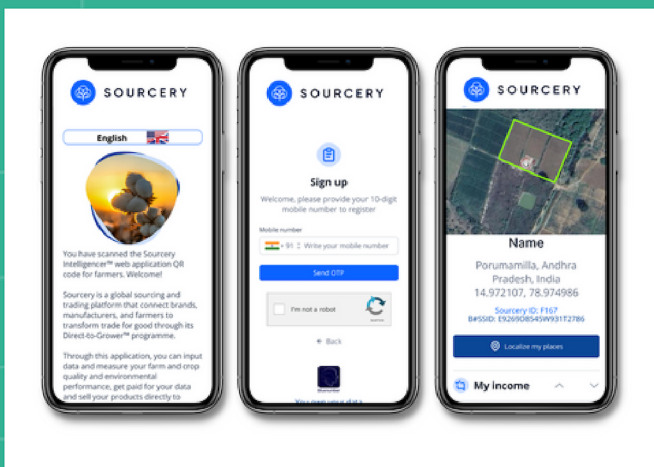 SOURCERY
English
You have scanned the Sourcery
Intelligencer™ web application QR
code for farmers. Welcome!
Sourcery is a global sourcing and
trading platform that connect brands,
manufacturers, and farmers to
transform trade for good through its
Direct-to-Grower™ programme.
Through this application, you can input
data and measure your farm and crop
quality and environmental
performance, get paid for your data
and sell your products directly to
SOURCERY
Sign up
Welcome, please provide your 10-digit
mobile number to register
Mobile number
+ 91 Write your mobile number
Send OTP
I'm not a robot
Back
You own your data
SOURCERY
Name
Porumamilla, Andhra
Pradesh, India
14.972107, 78.974986
Sourcery ID: F167
Localize my places
My income